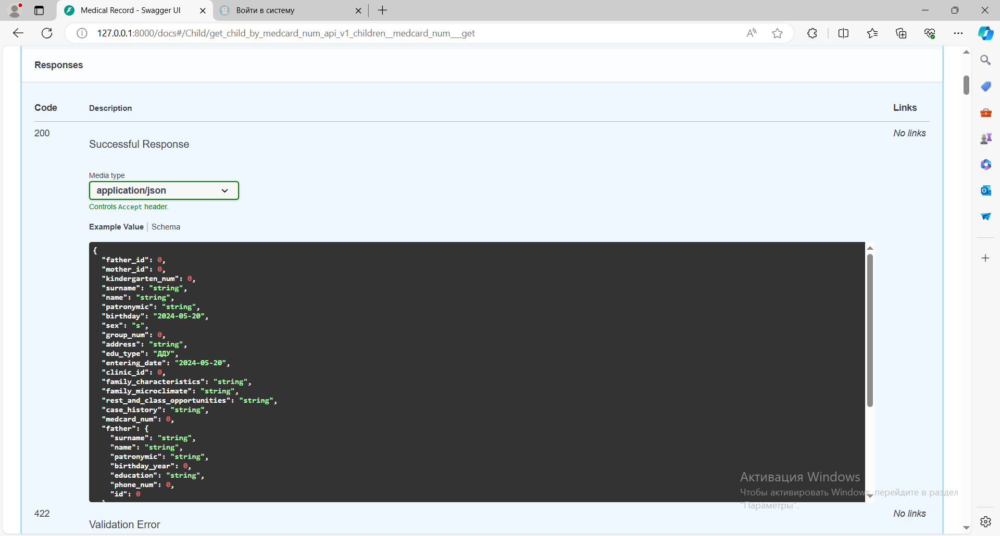 Medical Record - Swagger UI
Войти в систему
127.0.0.1:8000/docs#/Child/get_child_by_medcard_num_api_v1_children__medcard_num___get
Responses
Code Description Links
200 No links
Successful Response
Media type
application/json
Controls Accept header.
Example Value Schema
{
"father_id": 0,
"mother_id": 0,
"kindergarten_num": 0,
"surname": "string",
"name": "string",
"patronymic": "string",
"birthday": "2024-05-20",
"sex": "s",
"group_num": 0,
"address": "string",
"edu_type": "ДДУ",
"entering_date": "2024-05-20",
"clinic_id": 0,
"family_characteristics": "string",
"family_microclimate": "string",
"rest_and_class_opportunities": "string",
"case_history": "string",
"medcard_num": 0,
"father": {
"surname": "string",
"name": "string",
"patronymic": "string",
"birthday_year": 0,
"education": "string",
"phone_num": 0,
"id": 0
Активация Windows
Чтобы активировать Windows, перейдите в раздел
"Параметры".
422 No links
Validation Error